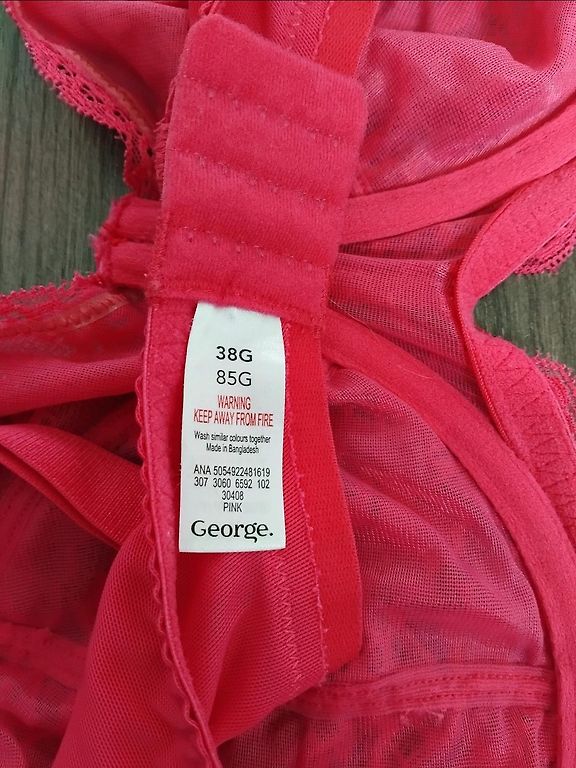 38G
85G
WARNING
KEEP AWAY FROM FIRE
Wash similar colours together
Made in Bangladesh
ANA 5054922481619
307 3060 6592 102
30408
PINK
George.